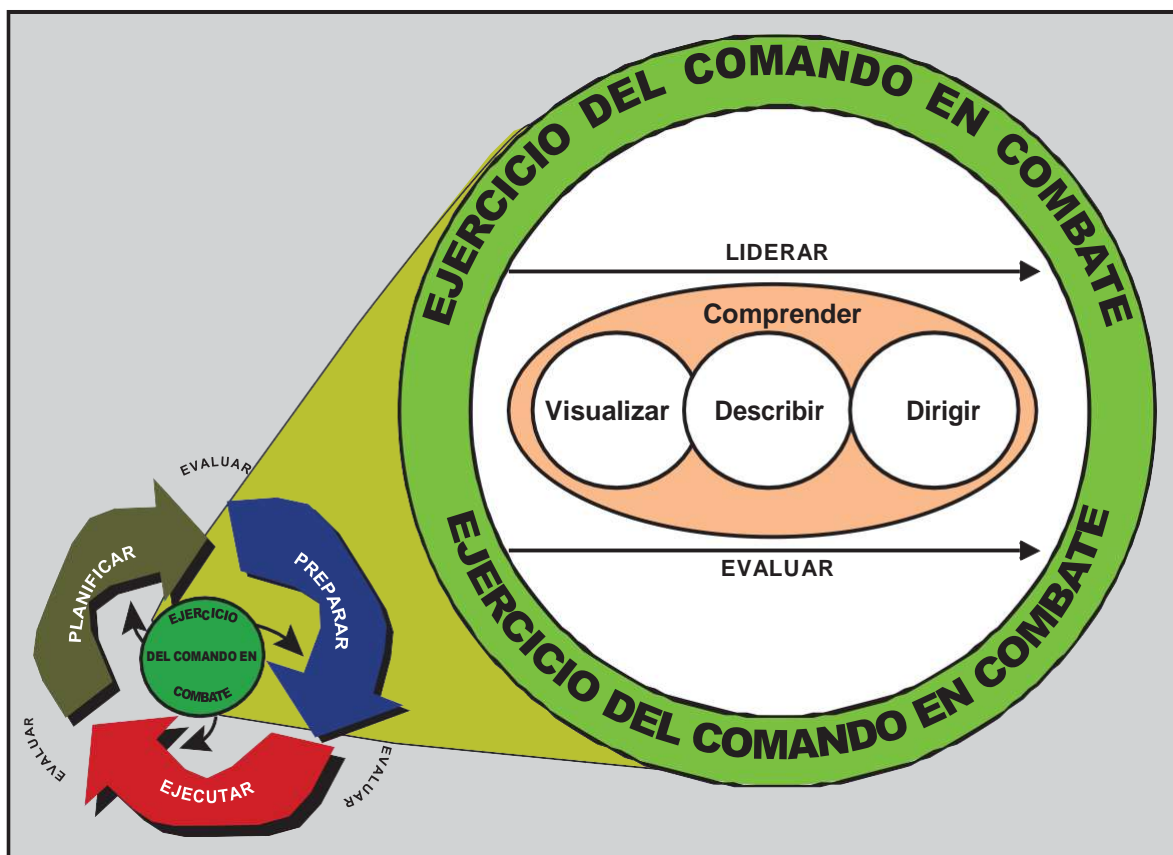 EJERCICIO DEL COMANDO EN COMBATE
LIDERAR
Comprender
Visualizar
Describir
Dirigir
EVALUAR
EJERCICIO DEL COMANDO EN COMBATE
EVALUAR
PLANIFICAR
PREPARAR
EJERCICIO
DEL COMANDO EN
COMBATE
EVALUAR
EJECUTAR
EVALUAR